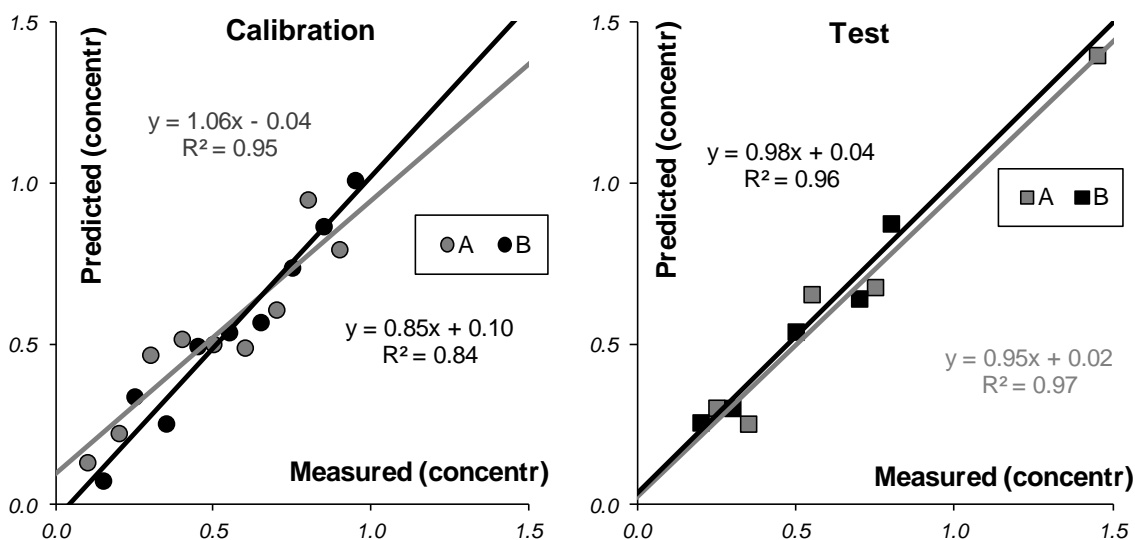 Calibration
Predicted (concentr)
1.5
1.0
0.5
0.0
y = 1.06x - 0.04
R² = 0.95
A B
y = 0.85x + 0.10
R² = 0.84
Measured (concentr)
0.0 0.5 1.0 1.5
Test
Predicted (concentr)
1.5
1.0
0.5
0.0
y = 0.98x + 0.04
R² = 0.96
A B
y = 0.95x + 0.02
R² = 0.97
Measured (concentr)
0.0 0.5 1.0 1.5